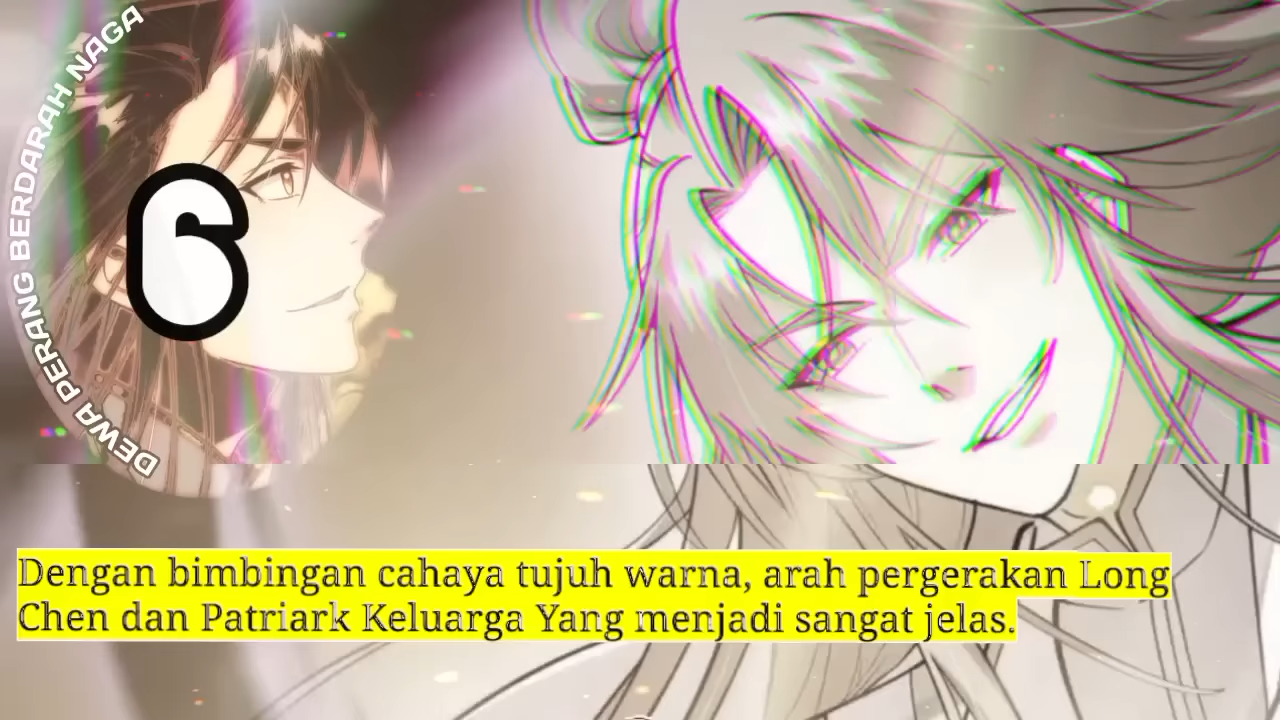 DEWA PERANG BERDARAH NAGA
6
Dengan bimbingan cahaya tujuh warna, arah pergerakan Long
Chen dan Patriark Keluarga Yang menjadi sangat jelas.